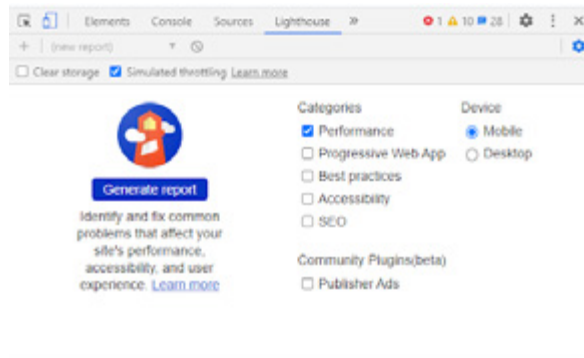 Elements Console Sources Lighthouse » 1 10 28
+ (new report)
Clear storage Simulated throttling Learn more
Categories Device
Performance Mobile
Progressive Web App Desktop
Best practices
Accessibility
SEO
Community Plugins(beta)
Publisher Ads
Generate report
Identify and fix common
problems that affect your
site's performance,
accessibility, and user
experience. Learn more